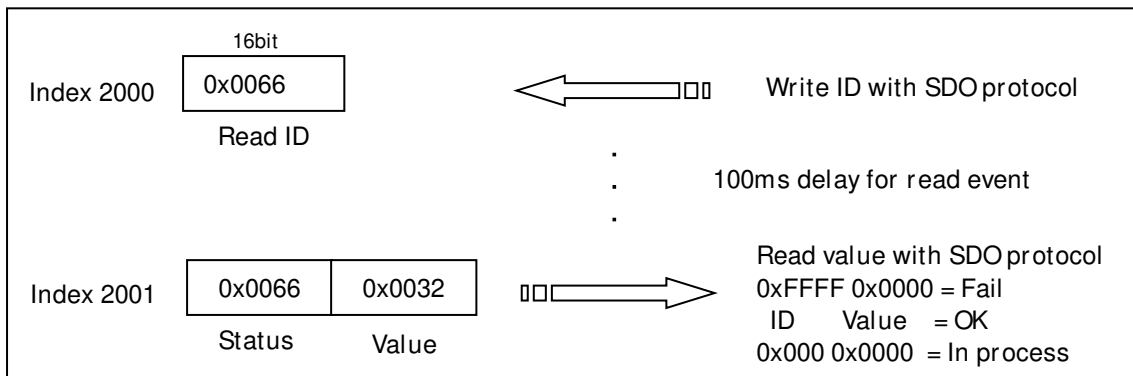 16bit
Index 2000
0x0066
Write ID with SDO protocol
Read ID
100ms delay for read event
Index 2001
0x0066
0x0032
Status
Value
Read value with SDO protocol
0xFFFF 0x0000 = Fail
ID Value = OK
0x000 0x0000 = In process